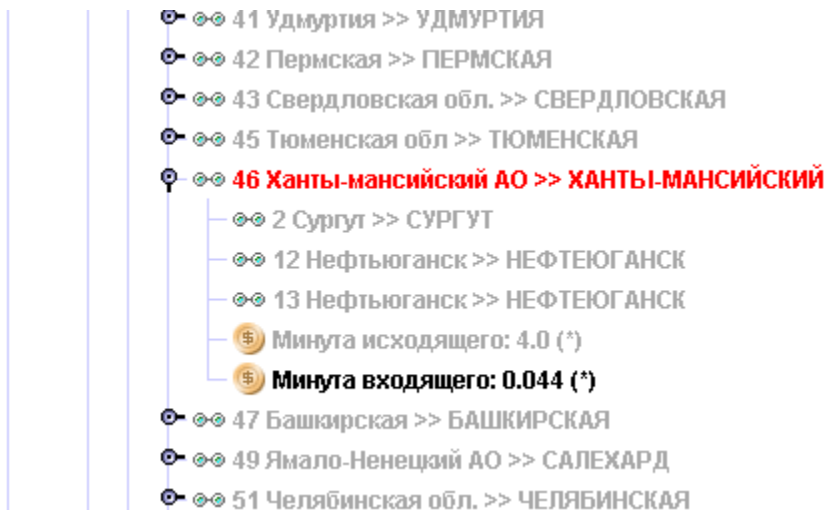 41 Удмуртия >> УДМУРТИЯ
42 Пермская >> ПЕРМСКАЯ
43 Свердловская обл. >> СВЕРДЛОВСКАЯ
45 Тюменская обл >> ТЮМЕНСКАЯ
46 Ханты-мансийский АО >> ХАНТЫ-МАНСИЙСКИЙ
2 Сургут >> СУРГУТ
12 Нефтьюганск >> НЕФТЕЮГАНСК
13 Нефтьюганск >> НЕФТЕЮГАНСК
$ Минута исходящего: 4.0 (*)
$ Минута входящего: 0.044 (*)
47 Башкирская >> БАШКИРСКАЯ
49 Ямало-Ненецкий АО >> САЛЕХАРД
51 Челябинская обл. >> ЧЕЛЯБИНСКАЯ